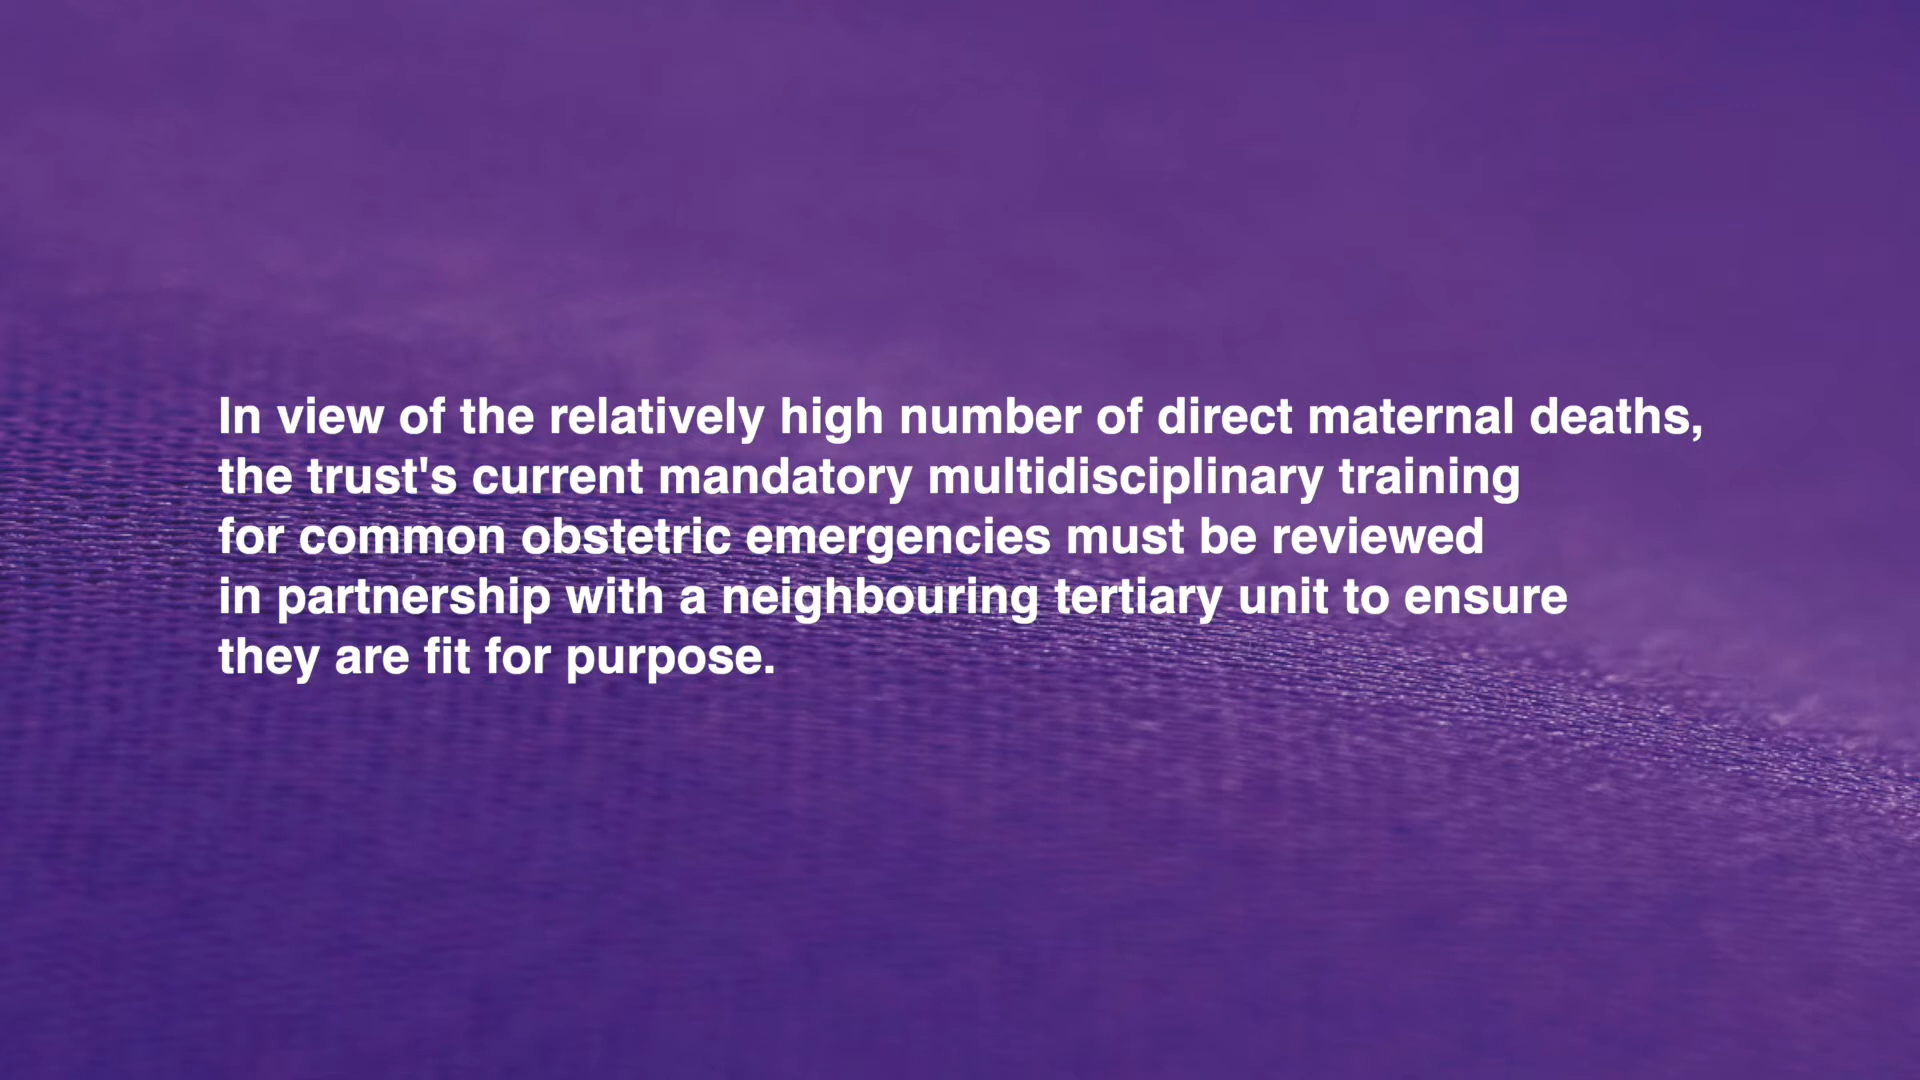 In view of the relatively high number of direct maternal deaths,
the trust's current mandatory multidisciplinary training
for common obstetric emergencies must be reviewed
in partnership with a neighbouring tertiary unit to ensure
they are fit for purpose.